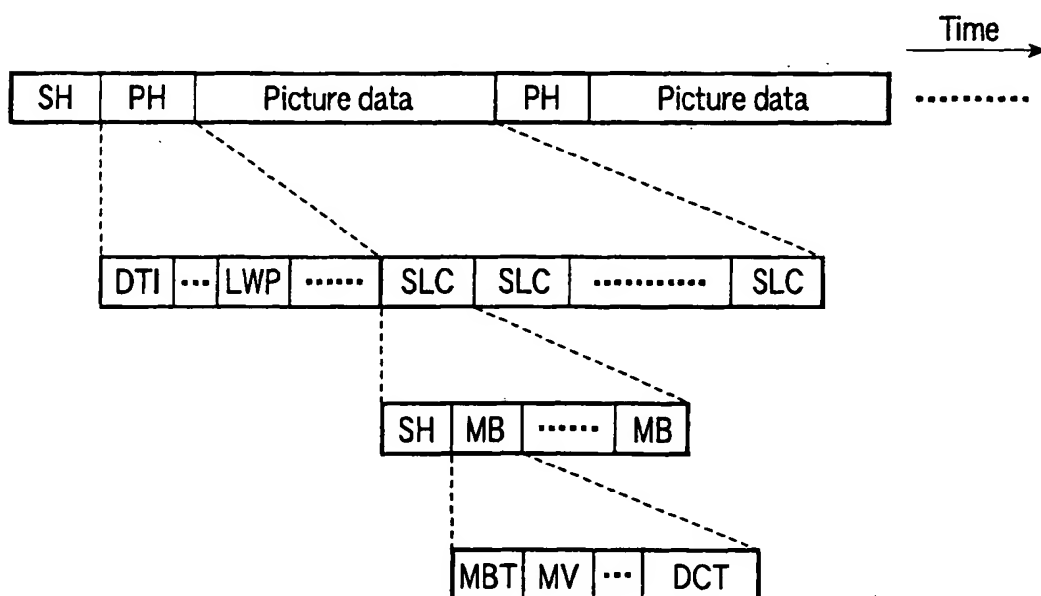 Time
SH PH Picture data PH Picture data ............
DTI ... LWP ...... SLC SLC ............ SLC
SH MB ...... MB
MBT MV ... DCT